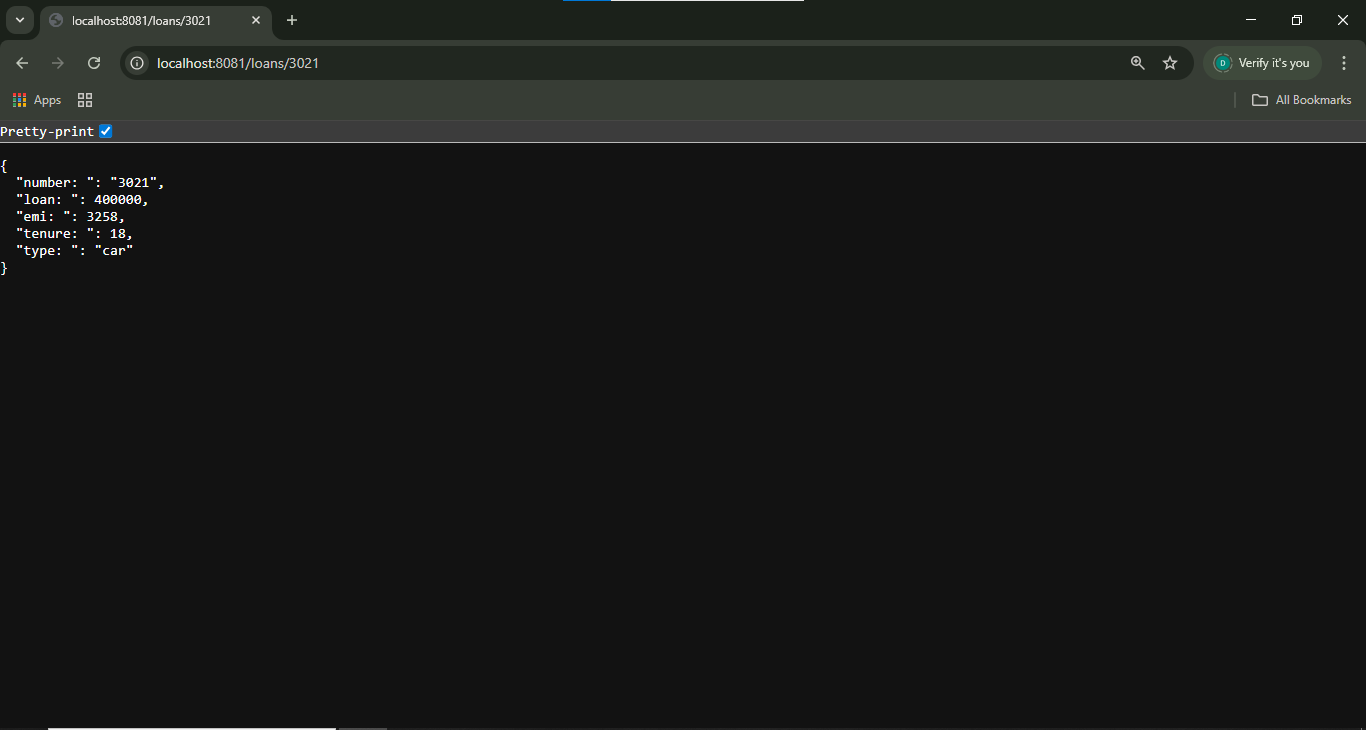 localhost:8081/loans/3021
localhost:8081/loans/3021
D
Verify it's you
Apps
All Bookmarks
Pretty-print
{
"number: ": "3021",
"loan: ": 400000,
"emi: ": 3258,
"tenure: ": 18,
"type: ": "car"
}